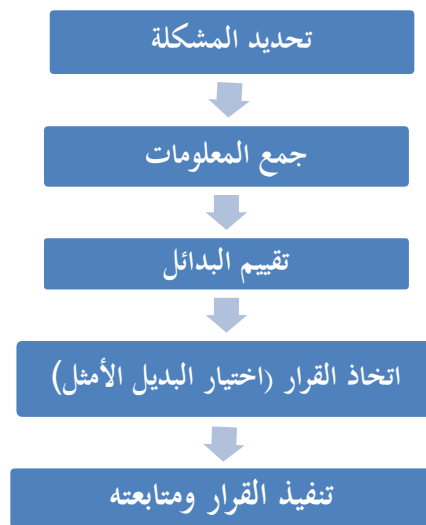 تحديد المشكلة
جمع المعلومات
تقييم البدائل
اتخاذ القرار (اختيار البديل الأمثل)
تنفيذ القرار ومتابعته